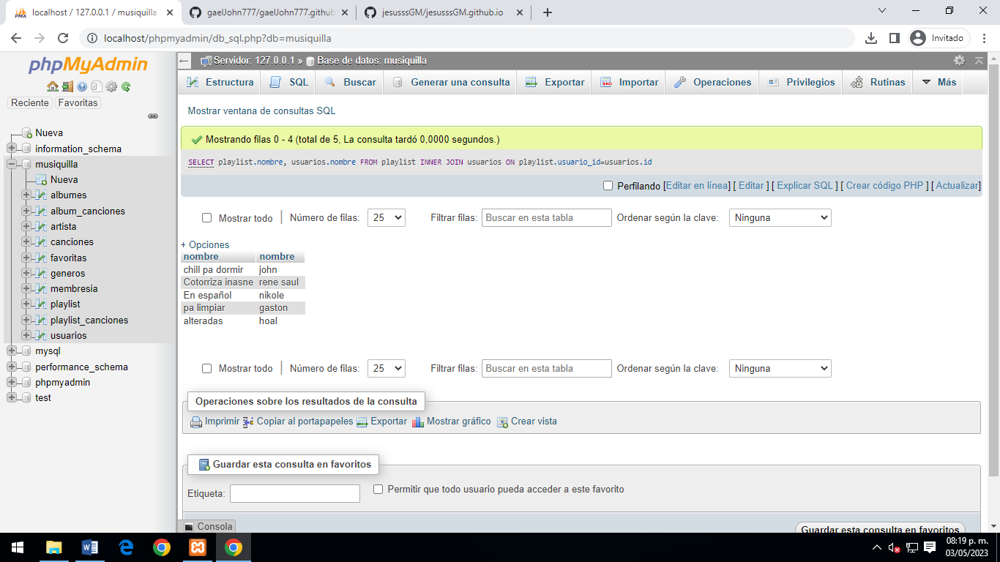 localhost / 127.0.0.1 / musiquilla
gaelJohn777/gaelJohn777.github
jesusssGM/jesusssGM.github.io
localhost/phpmyadmin/db_sql.php?db=musiquilla
Invitado
phpMyAdmin
Reciente Favoritas
Nueva
information_schema
musiquilla
Nueva
albumes
album_canciones
artista
canciones
favoritas
generos
membresia
playlist
playlist_canciones
usuarios
mysql
performance_schema
phpmyadmin
test
Servidor: 127.0.0.1 » Base de datos: musiquilla
Estructura SQL Buscar Generar una consulta Exportar Importar Operaciones Privilegios Rutinas Más
Mostrar ventana de consultas SQL
Mostrando filas 0 - 4 (total de 5, La consulta tardó 0,0000 segundos.)
SELECT playlist.nombre, usuarios.nombre FROM playlist INNER JOIN usuarios ON playlist.usuario_id=usuarios.id
Perfilando [Editar en línea] [ Editar ] [ Explicar SQL ] [ Crear código PHP ] [ Actualizar]
Mostrar todo | Número de filas: 25 Filtrar filas: Buscar en esta tabla Ordenar según la clave: Ninguna
+ Opciones
nombre nombre
chill pa dormir john
Cotorriza inasne rene saul
En español nikole
pa limpiar gaston
alteradas hoal
Mostrar todo | Número de filas: 25 Filtrar filas: Buscar en esta tabla Ordenar según la clave: Ninguna
Operaciones sobre los resultados de la consulta
Imprimir Copiar al portapapeles Exportar Mostrar gráfico Crear vista
Guardar esta consulta en favoritos
Etiqueta: Permitir que todo usuario pueda acceder a este favorito
Consola
Guardar esta consulta en favoritos
08:19 p. m.
03/05/2023